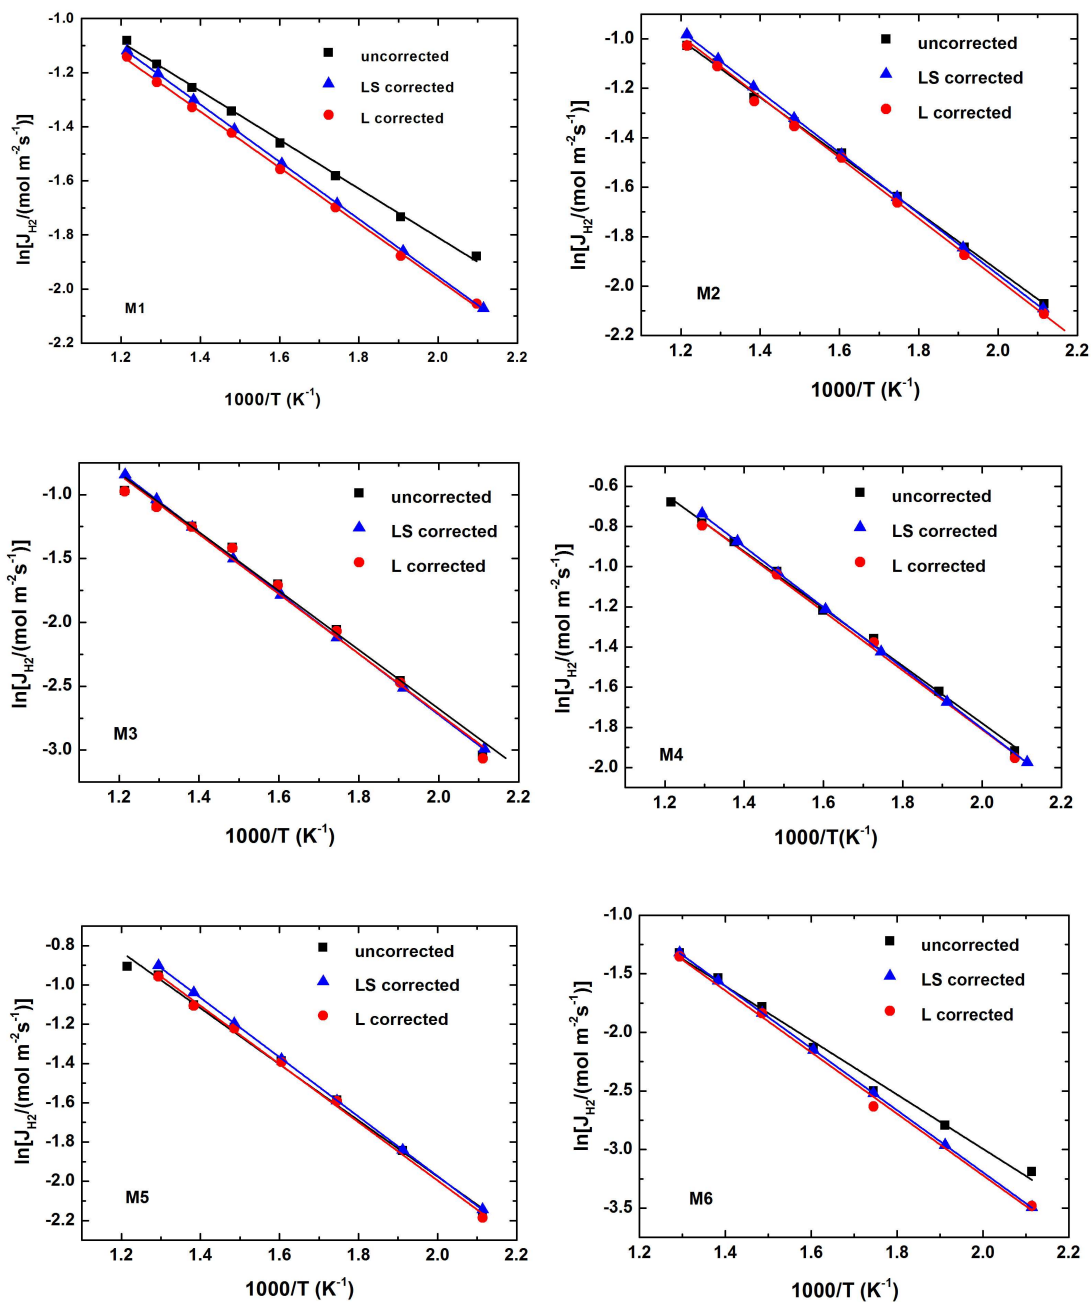 -1.0
-1.2
-1.4
-1.6
-1.8
-2.0
-2.2
ln[J_H2/(mol m⁻²s⁻¹)]
uncorrected
LS corrected
L corrected
M1
1.2 1.4 1.6 1.8 2.0 2.2
1000/T (K⁻¹)
-1.0
-1.2
-1.4
-1.6
-1.8
-2.0
-2.2
ln[J_H2/(mol m⁻²s⁻¹)]
uncorrected
LS corrected
L corrected
M2
1.2 1.4 1.6 1.8 2.0 2.2
1000/T (K⁻¹)
-1.0
-1.5
-2.0
-2.5
-3.0
ln[J_H2/(mol m⁻²s⁻¹)]
uncorrected
LS corrected
L corrected
M3
1.2 1.4 1.6 1.8 2.0 2.2
1000/T (K⁻¹)
-0.6
-0.8
-1.0
-1.2
-1.4
-1.6
-1.8
-2.0
ln[J_H2/(mol m⁻²s⁻¹)]
uncorrected
LS corrected
L corrected
M4
1.2 1.4 1.6 1.8 2.0 2.2
1000/T(K⁻¹)
-0.8
-1.0
-1.2
-1.4
-1.6
-1.8
-2.0
-2.2
ln[J_H2/(mol m⁻²s⁻¹)]
uncorrected
LS corrected
L corrected
M5
1.2 1.4 1.6 1.8 2.0 2.2
1000/T (K⁻¹)
-1.0
-1.5
-2.0
-2.5
-3.0
-3.5
ln[J_H2/(mol m⁻²s⁻¹)]
uncorrected
LS corrected
L corrected
M6
1.2 1.4 1.6 1.8 2.0 2.2
1000/T (K⁻¹)